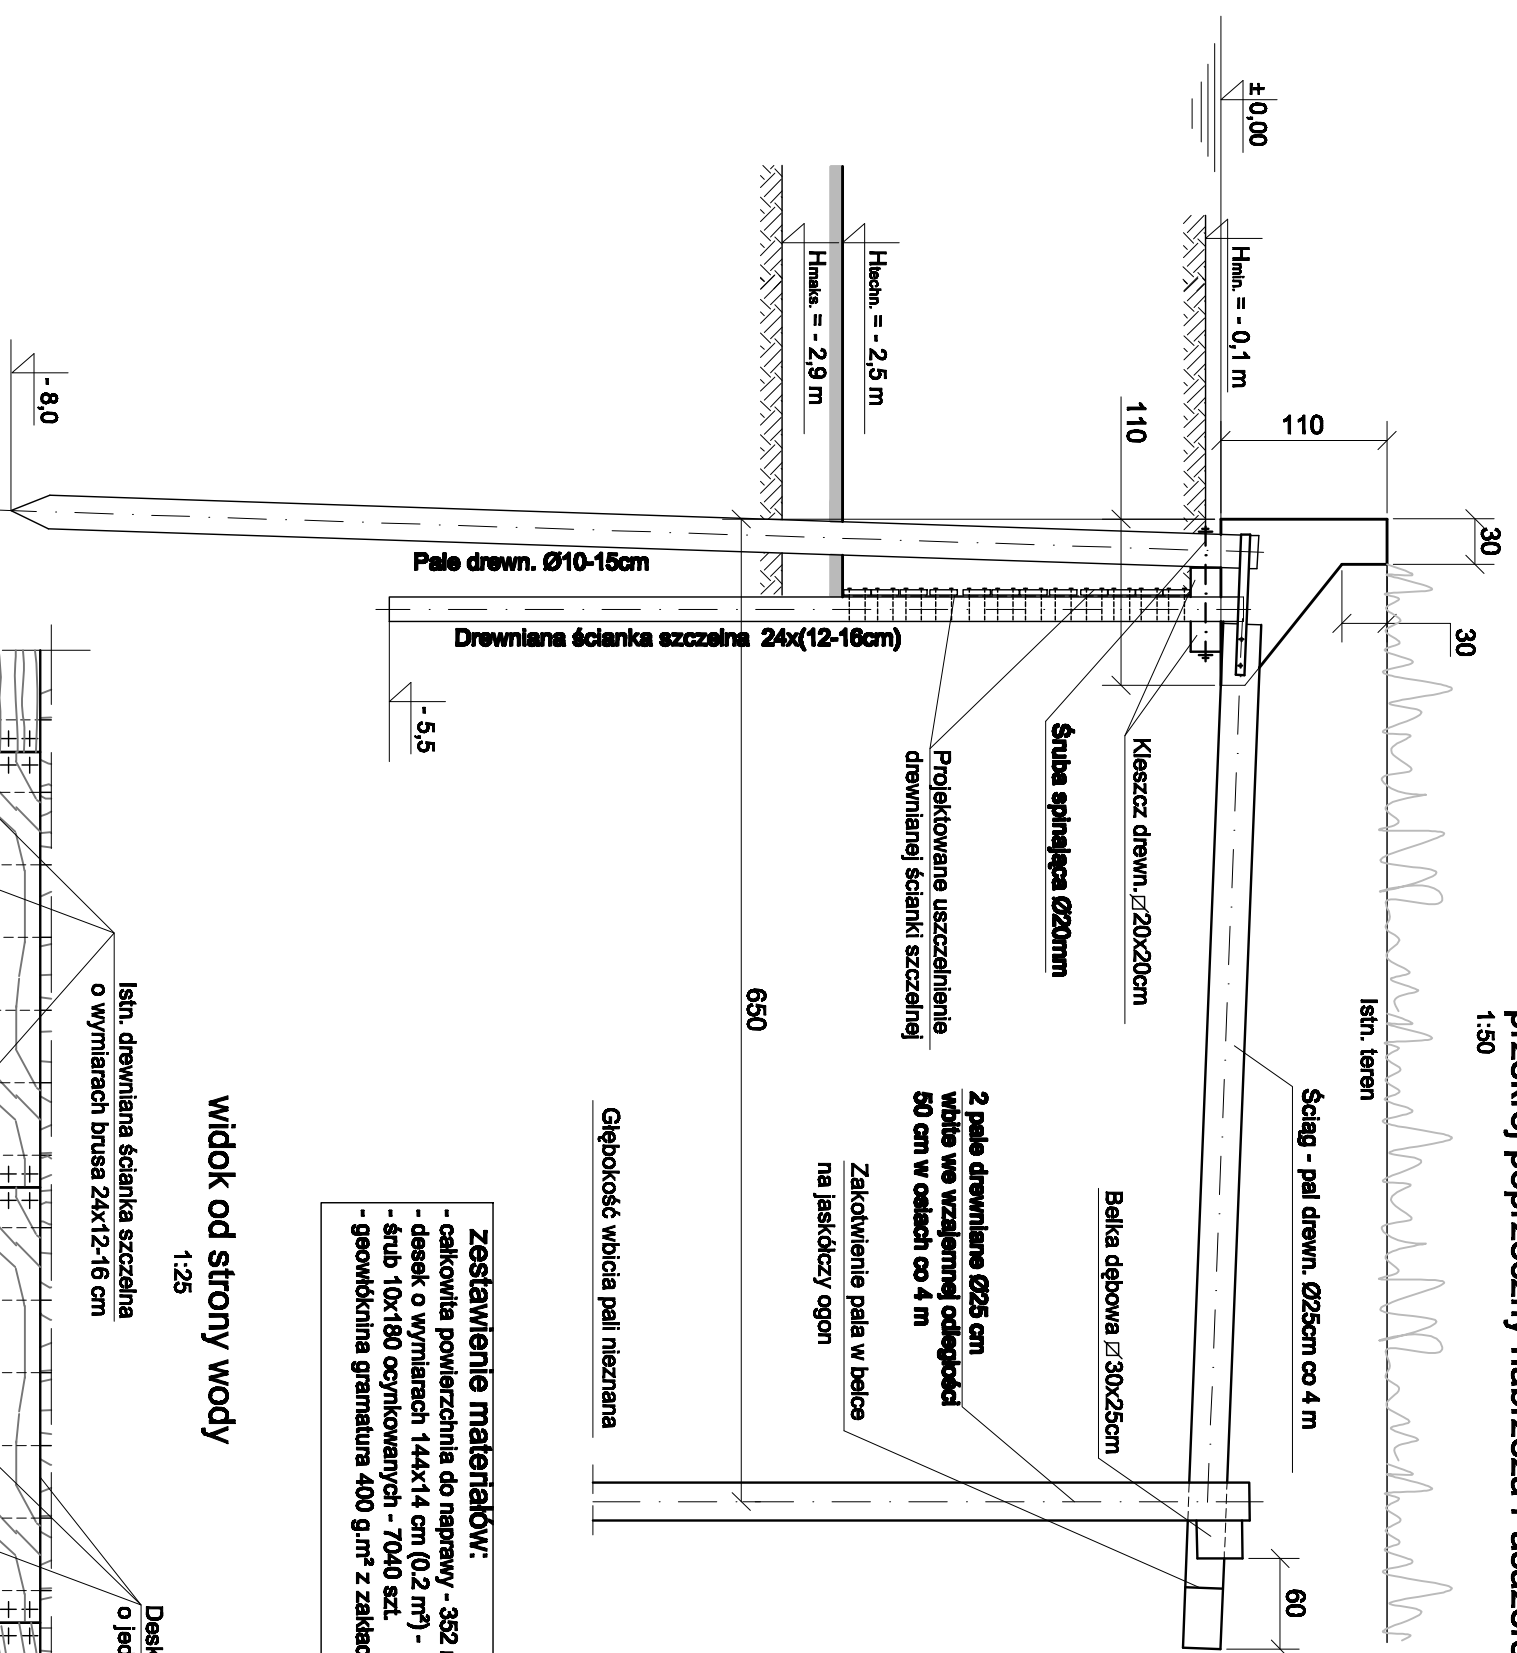 1:50
Istn. teren
30
30
110
± 0,00
Hmin. = - 0,1 m
110
Htechn. = - 2,5 m
Hmaks. = - 2,9 m
- 8,0
- 5,5
Pale drewn. Ø10-15cm
Drewniana ścianka szczelna 24x(12-16cm)
Ściąg - pal drewn. Ø25cm co 4 m
Kleszcz drewn. 20x20cm
Śruba spinająca Ø20mm
Projektowane uszczelnienie
drewnianej ścianki szczelnej
Belka dębowa 30x25cm
2 pale drewniane Ø25 cm
wbite we wzajemnej odległości
50 cm w osiach co 4 m
Zakotwienie pala w belce
na jaskółczy ogon
60
650
Głębokość wbicia pali nieznana
zestawienie materiałów:
- całkowita powierzchnia do naprawy - 352
- desek o wymiarach 144x14 cm (0.2 m²) -
- śrub 10x180 ocynkowanych - 7040 szt.
- geowłóknina gramatura 400 g.m² z
widok od strony wody
1:25
Istn. drewniana ścianka szczelna
o wymiarach brusa 24x12-16 cm
o